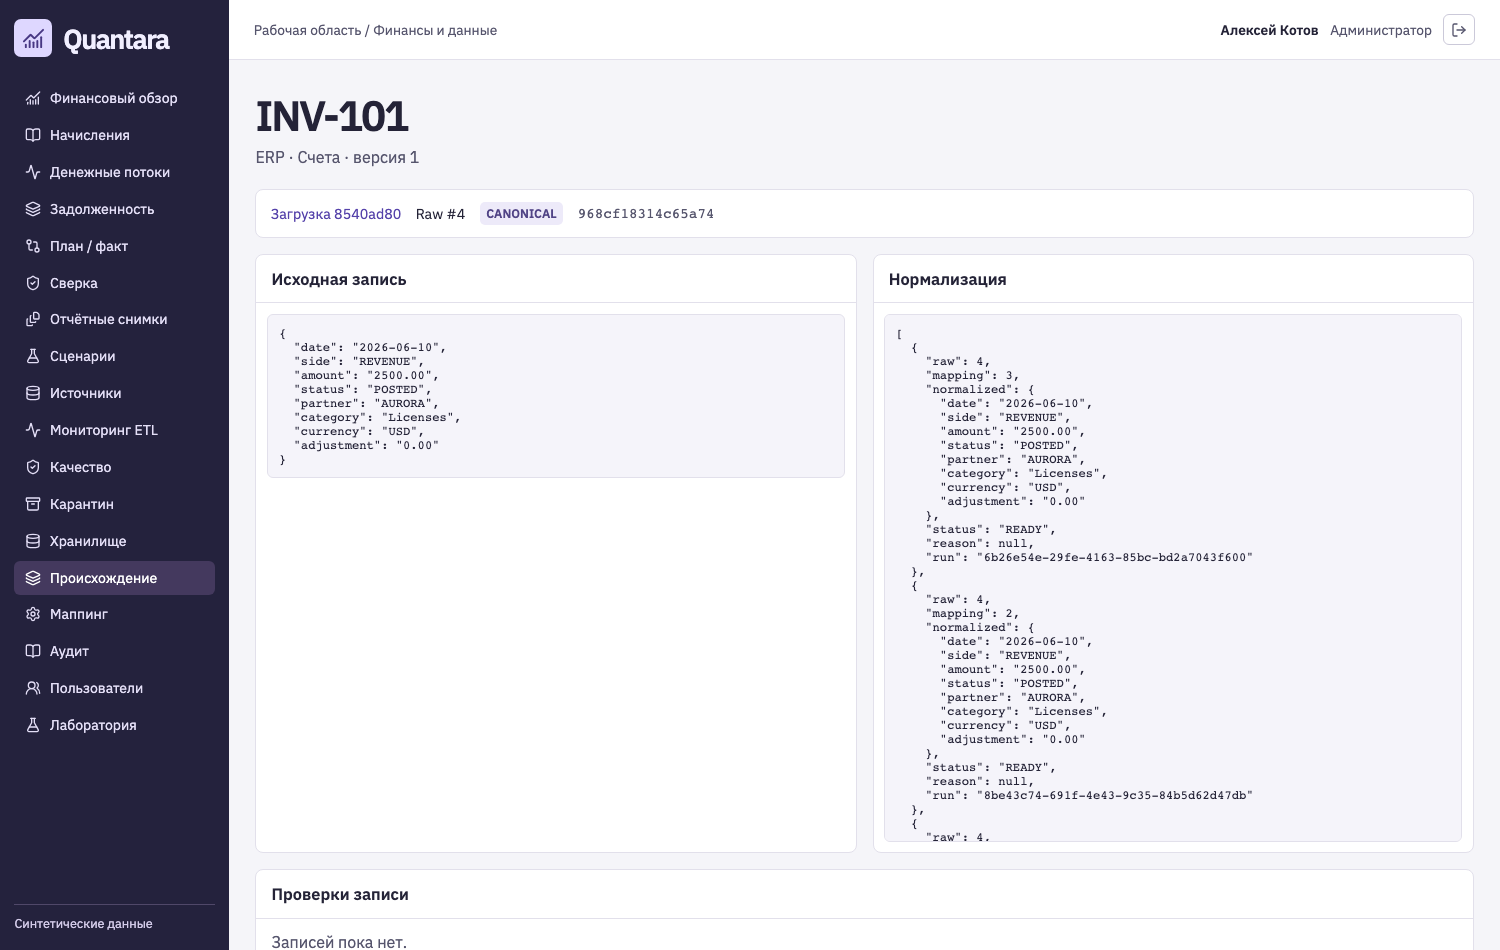 Quantara
Финансовый обзор
Начисления
Денежные потоки
Задолженность
План / факт
Сверка
Отчётные снимки
Сценарии
Источники
Мониторинг ETL
Качество
Карантин
Хранилище
Происхождение
Маппинг
Аудит
Пользователи
Лаборатория
Синтетические данные
Рабочая область / Финансы и данные
Алексей Котов Администратор
INV-101
ERP · Счета · версия 1
Загрузка 8540ad80 Raw #4 CANONICAL 968cf18314c65a74
Исходная запись
{
"date": "2026-06-10",
"side": "REVENUE",
"amount": "2500.00",
"status": "POSTED",
"partner": "AURORA",
"category": "Licenses",
"currency": "USD",
"adjustment": "0.00"
}
Нормализация
[
{
"raw": 4,
"mapping": 3,
"normalized": {
"date": "2026-06-10",
"side": "REVENUE",
"amount": "2500.00",
"status": "POSTED",
"partner": "AURORA",
"category": "Licenses",
"currency": "USD",
"adjustment": "0.00"
},
"status": "READY",
"reason": null,
"run": "6b26e54e-29fe-4163-85bc-bd2a7043f600"
},
{
"raw": 4,
"mapping": 2,
"normalized": {
"date": "2026-06-10",
"side": "REVENUE",
"amount": "2500.00",
"status": "POSTED",
"partner": "AURORA",
"category": "Licenses",
"currency": "USD",
"adjustment": "0.00"
},
"status": "READY",
"reason": null,
"run": "8be43c74-691f-4e43-9c35-84b5d62d47db"
},
{
"raw": 4,
Проверки записи
Записей пока нет.